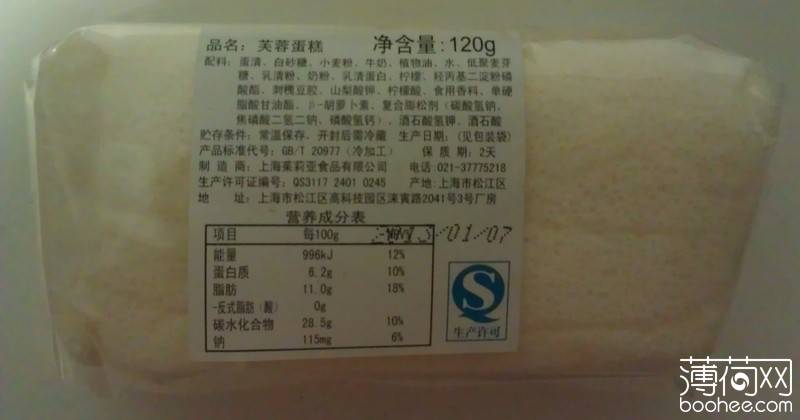 品名: 芙蓉蛋糕 净含量: 120g
配料: 蛋清、白砂糖、小麦粉、牛奶、植物油、水、低聚麦芽
糖、乳清粉、奶粉、乳清蛋白、柠檬、羟丙基二淀粉磷
酸酯、刺槐豆胶、山梨酸钾、柠檬酸、食用香料、单硬
脂酸甘油酯、β-胡萝卜素、复合膨松剂(碳酸氢钠、
焦磷酸二氢二钠、磷酸氢钙)、酒石酸氢钾、酒石酸
贮存条件: 常温保存、开封后需冷藏 生产日期: (见包装袋)
产品标准代号: GB/T 20977 (冷加工) 保 质 期: 2天
制 造 商: 上海茱莉亚食品有限公司 电话: 021-37775218
生产许可证编号: QS3117 2401 0245 产地: 上海市松江区
地 址: 上海市松江区高科技园区涞寅路2041号3号厂房
营养成分表
项目 每100g
2013/01/07
能量 996kJ 12%
蛋白质 6.2g 10%
脂肪 11.0g 18%
-反式脂肪(酸) 0g
碳水化合物 28.5g 10%
钠 115mg 6%
QS
生产许可
薄荷网
boohee.com